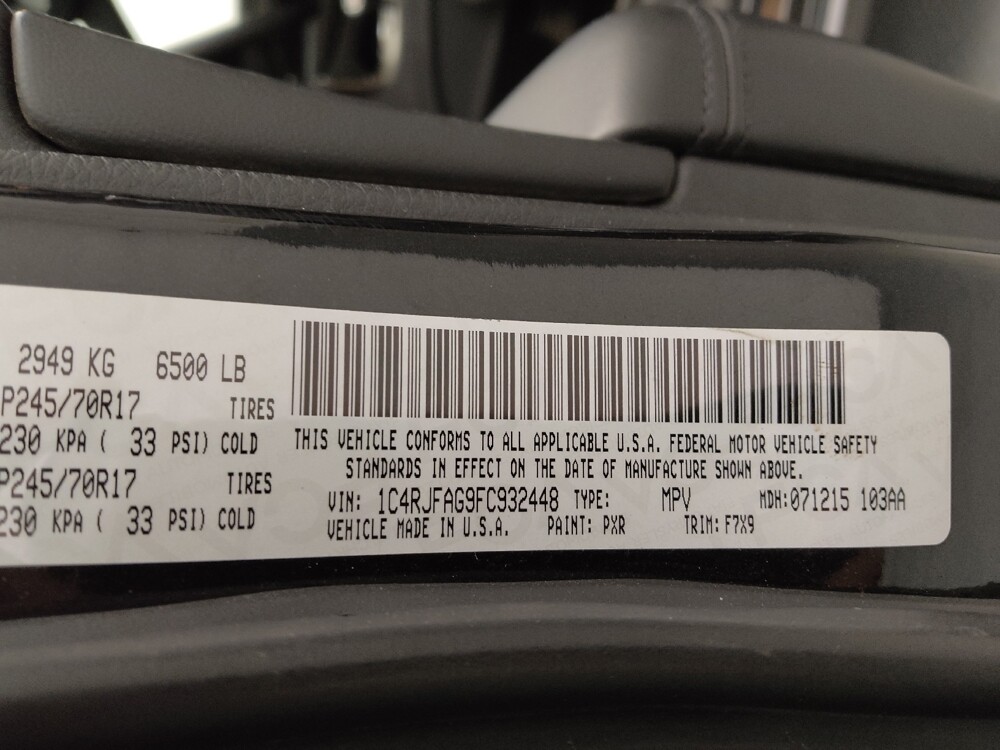 2949 KG 6500 LB
P245/70R17 TIRES
230 KPA ( 33 PSI) COLD
P245/70R17 TIRES
230 KPA ( 33 PSI) COLD
THIS VEHICLE CONFORMS TO ALL APPLICABLE U.S.A. FEDERAL MOTOR VEHICLE SAFETY
STANDARDS IN EFFECT ON THE DATE OF MANUFACTURE SHOWN ABOVE.
VIN: 1C4RJFAG9FC932448 TYPE: MPV MDH:071215 103AA
VEHICLE MADE IN U.S.A. PAINT: PXR TRIM:F7X9